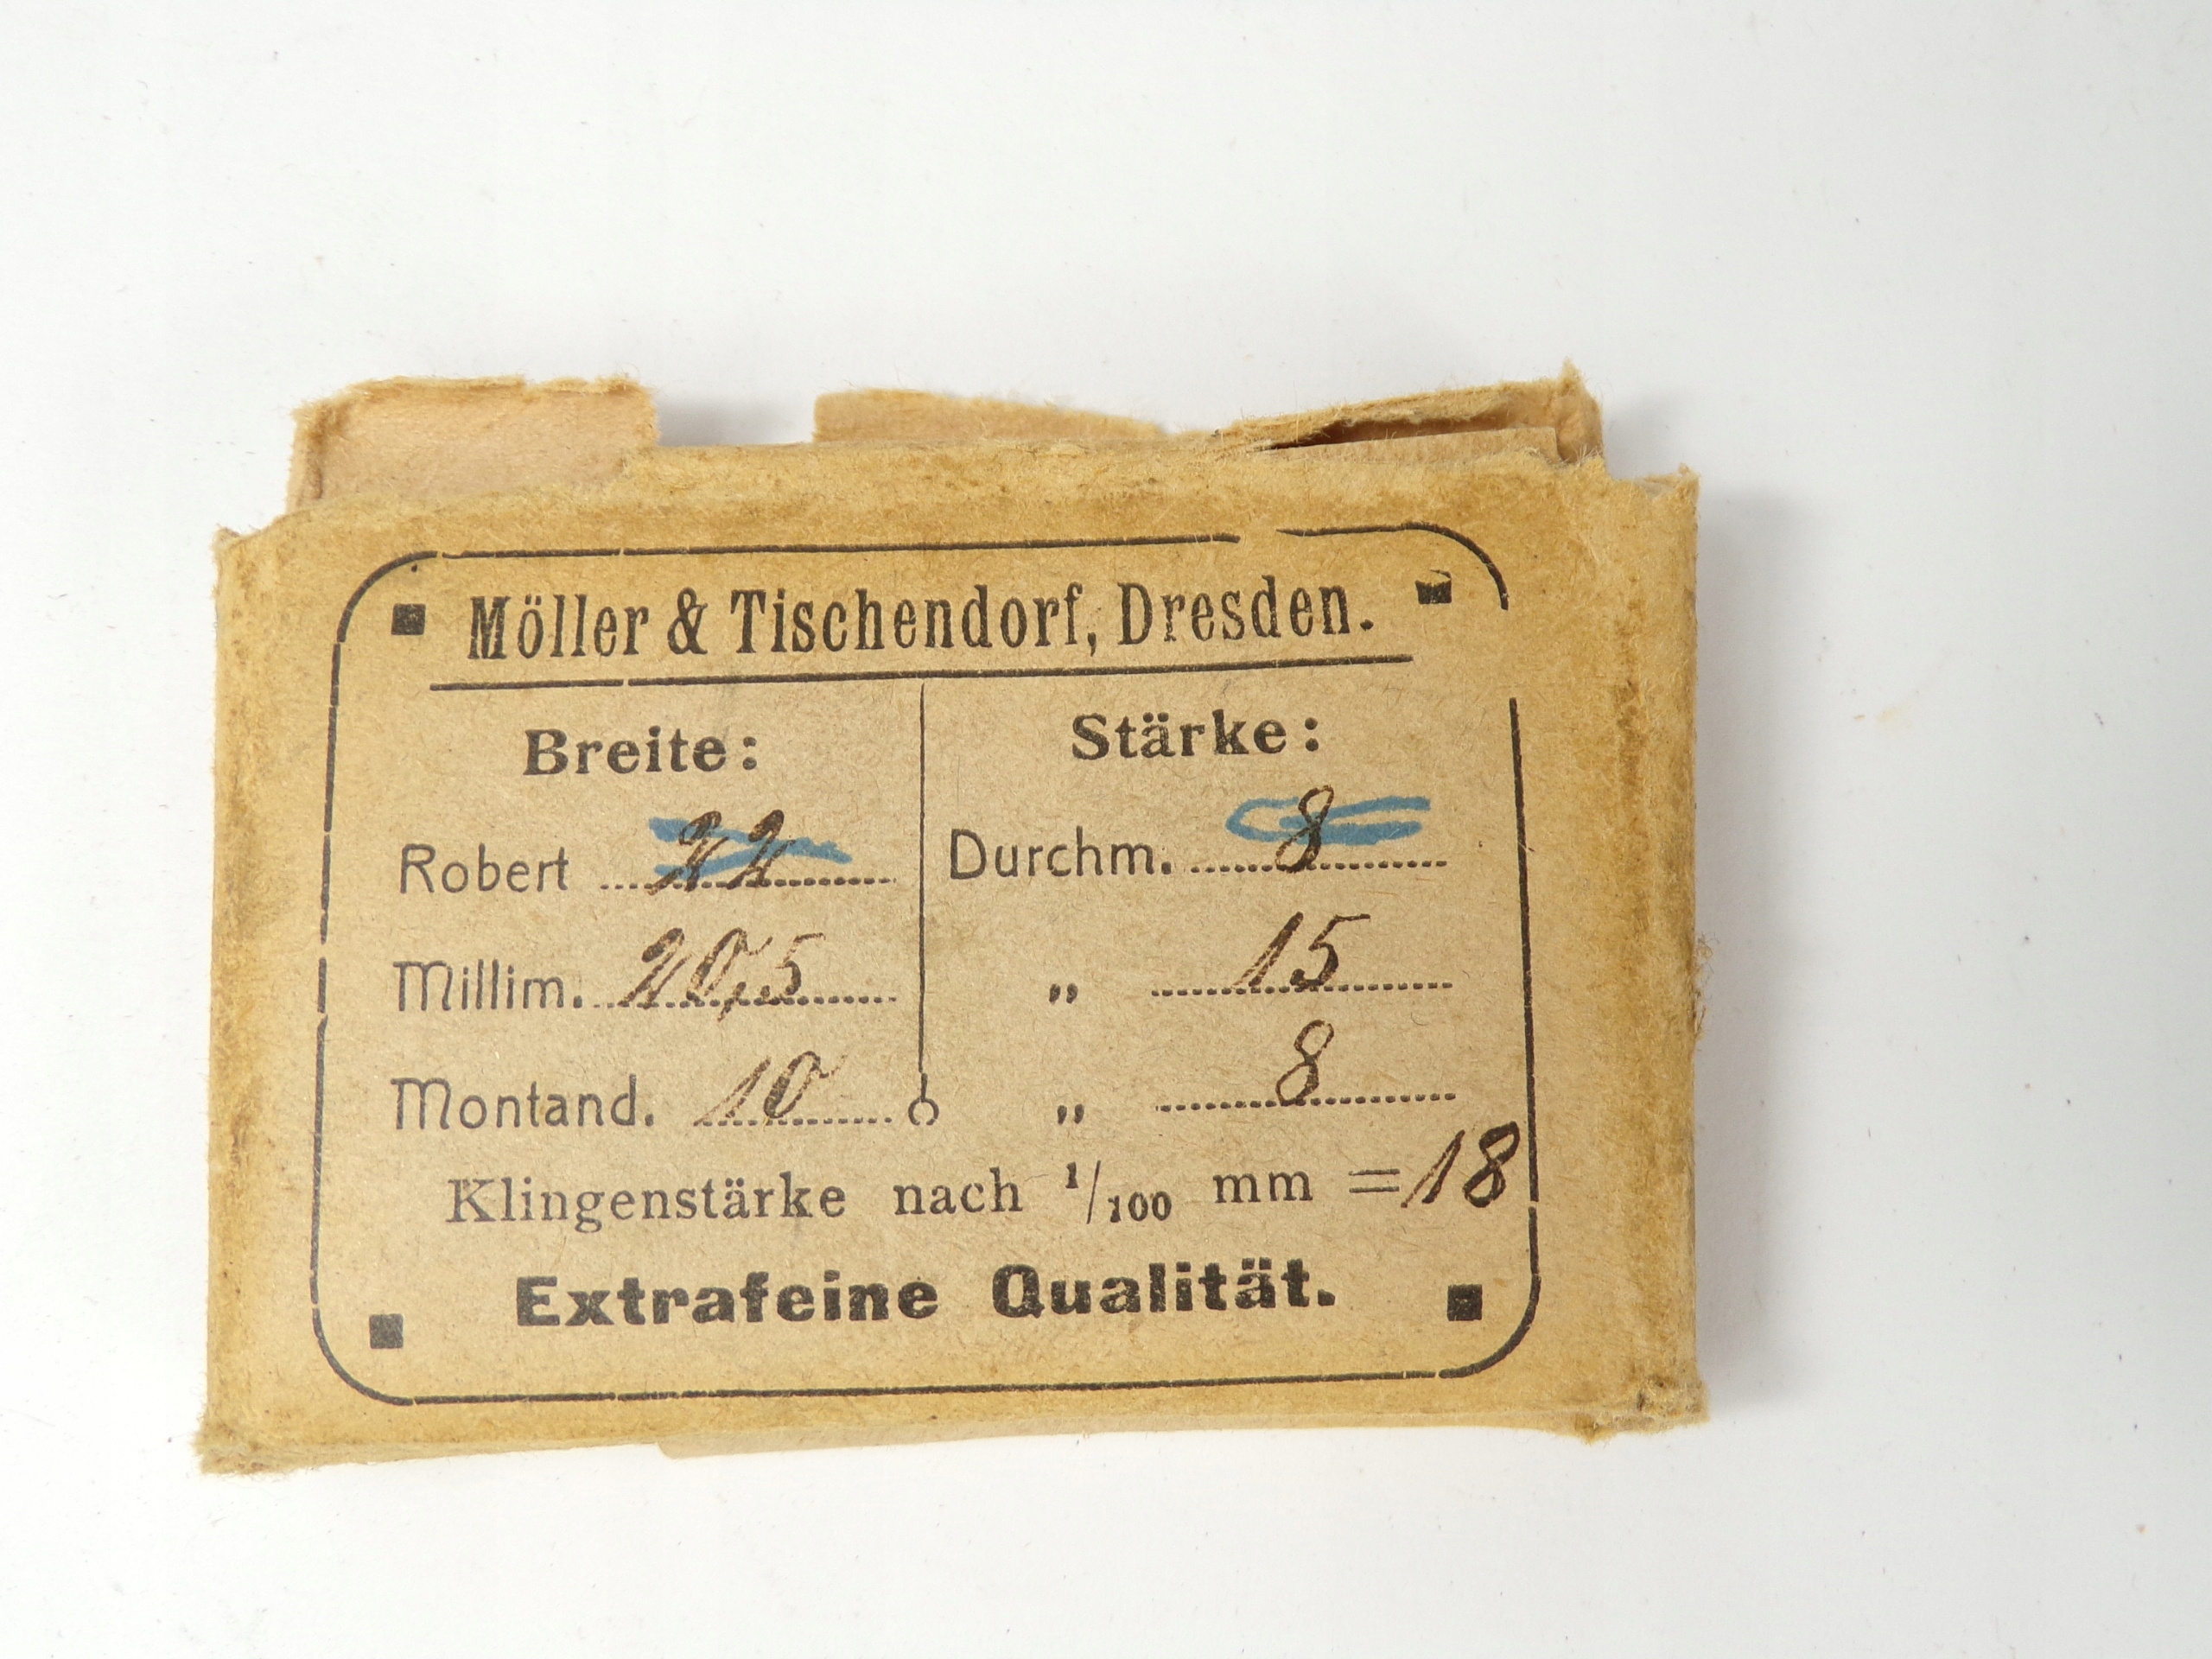 Möller & Tischendorf, Dresden.
Breite: Stärke:
Robert 22 Durchm. 8
Millim. 20,5 „ 15
Montand. 10 „ 8
Klingenstärke nach 1/100 mm = 18
Extrafeine Qualität.